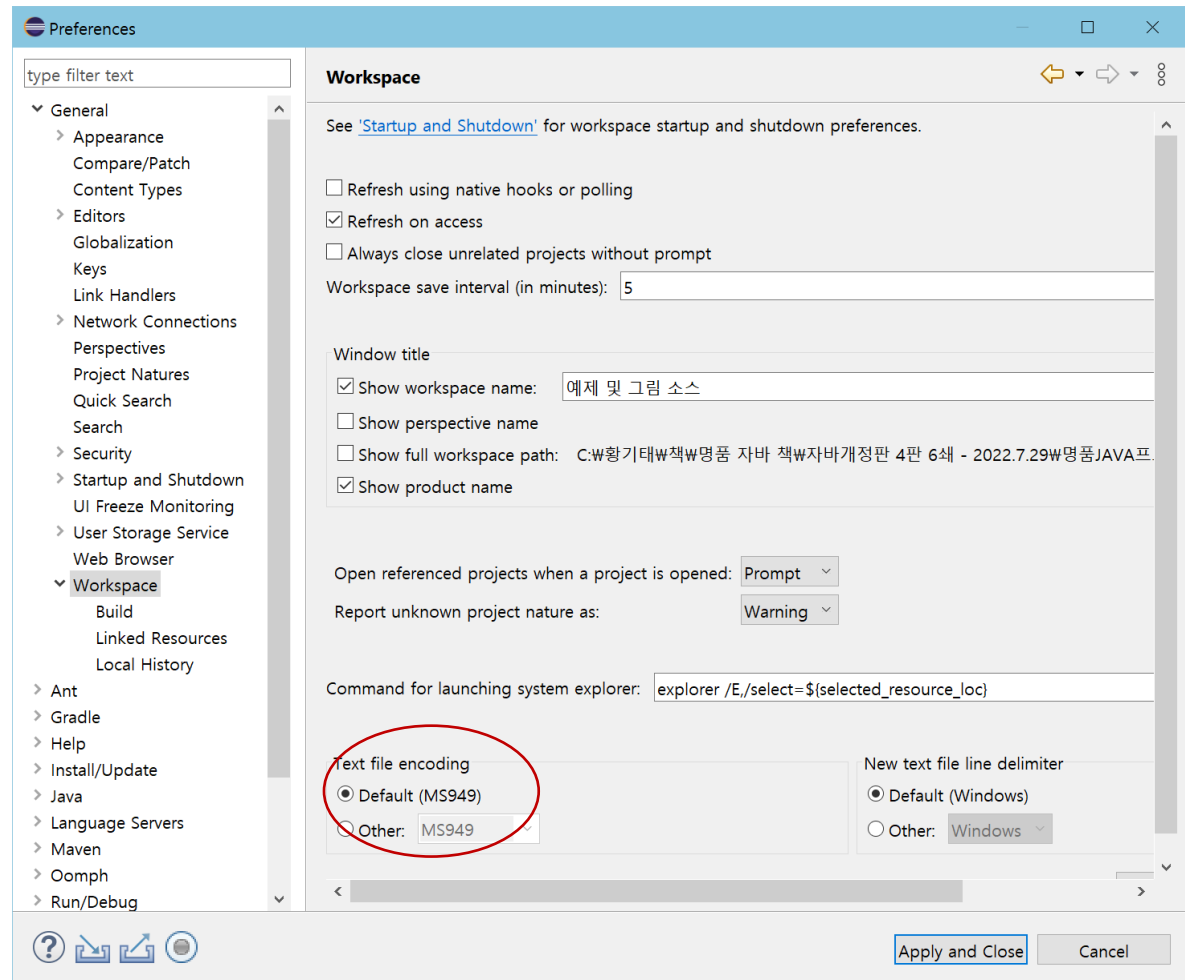 Preferences
type filter text
General
Appearance
Compare/Patch
Content Types
Editors
Globalization
Keys
Link Handlers
Network Connections
Perspectives
Project Natures
Quick Search
Search
Security
Startup and Shutdown
UI Freeze Monitoring
User Storage Service
Web Browser
Workspace
Build
Linked Resources
Local History
Ant
Gradle
Help
Install/Update
Java
Language Servers
Maven
Oomph
Run/Debug
Workspace
See 'Startup and Shutdown' for workspace startup and shutdown preferences.
Refresh using native hooks or polling
Refresh on access
Always close unrelated projects without prompt
Workspace save interval (in minutes): 5
Window title
Show workspace name: 예제 및 그림 소스
Show perspective name
Show full workspace path: C:₩황기태₩책₩명품 자바 책₩자바개정판 4판 6쇄 - 2022.7.29₩명품JAVA프..
Show product name
Open referenced projects when a project is opened: Prompt
Report unknown project nature as: Warning
Command for launching system explorer: explorer /E,/select=${selected_resource_loc}
Text file encoding
Default (MS949)
Other: MS949
New text file line delimiter
Default (Windows)
Other: Windows
Apply and Close
Cancel